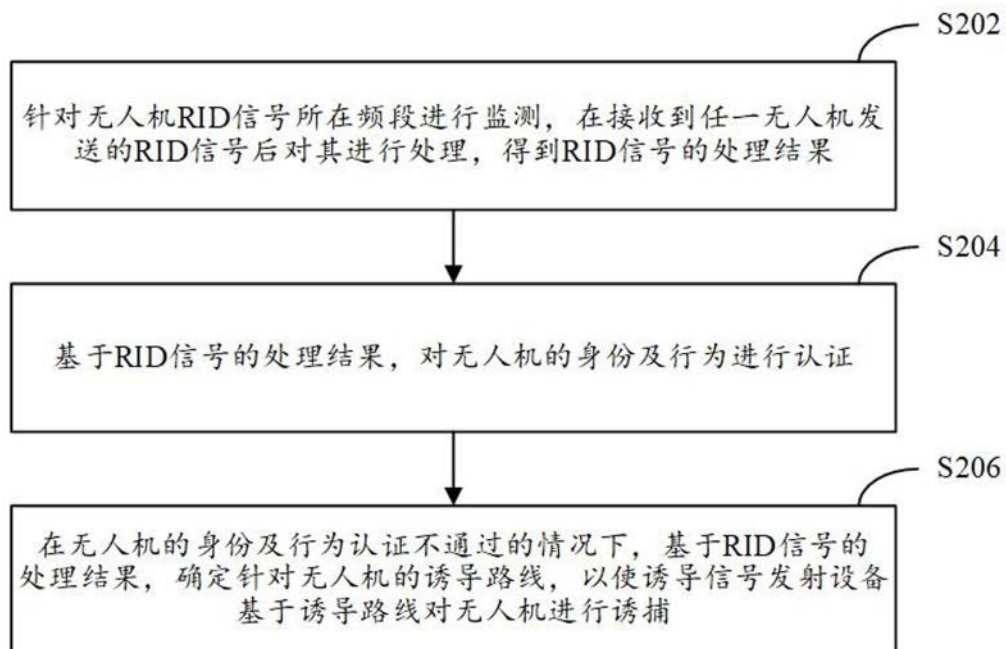 S202
针对无人机RID信号所在频段进行监测，在接收到任一无人机发
送的RID信号后对其进行处理，得到RID信号的处理结果
S204
基于RID信号的处理结果，对无人机的身份及行为进行认证
S206
在无人机的身份及行为认证不通过的情况下，基于RID信号的
处理结果，确定针对无人机的诱导路线，以使诱导信号发射设备
基于诱导路线对无人机进行诱捕